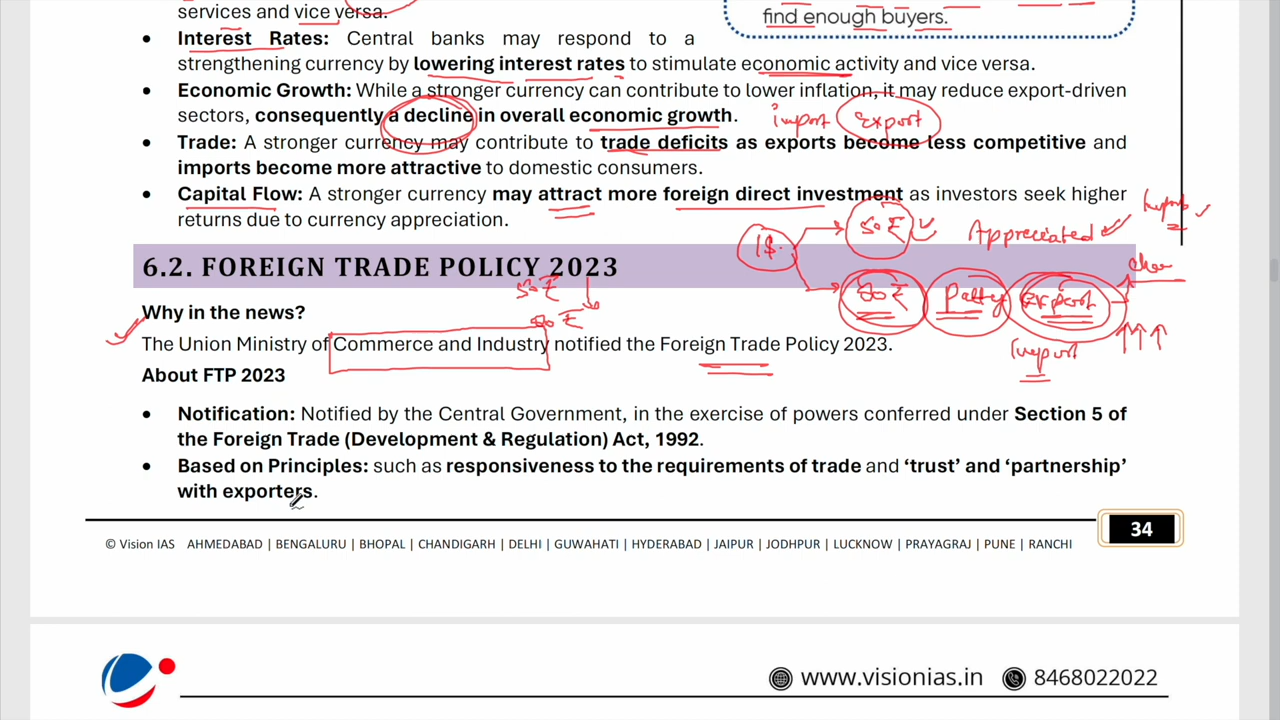 services and vice versa.
find enough buyers.
• Interest Rates: Central banks may respond to a
strengthening currency by lowering interest rates to stimulate economic activity and vice versa.
• Economic Growth: While a stronger currency can contribute to lower inflation, it may reduce export-driven
sectors, consequently a decline in overall economic growth.
import Export
• Trade: A stronger currency may contribute to trade deficits as exports become less competitive and
imports become more attractive to domestic consumers.
• Capital Flow: A stronger currency may attract more foreign direct investment as investors seek higher
returns due to currency appreciation.
1$ 50 ₹ Appreciated
6.2. FOREIGN TRADE POLICY 2023
50 ₹
80 ₹ Export
80 ₹
Import
Why in the news?
The Union Ministry of Commerce and Industry notified the Foreign Trade Policy 2023.
About FTP 2023
• Notification: Notified by the Central Government, in the exercise of powers conferred under Section 5 of
the Foreign Trade (Development & Regulation) Act, 1992.
• Based on Principles: such as responsiveness to the requirements of trade and ‘trust’ and ‘partnership’
with exporters.
© Vision IAS AHMEDABAD | BENGALURU | BHOPAL | CHANDIGARH | DELHI | GUWAHATI | HYDERABAD | JAIPUR | JODHPUR | LUCKNOW | PRAYAGRAJ | PUNE | RANCHI
34
www.visionias.in 8468022022